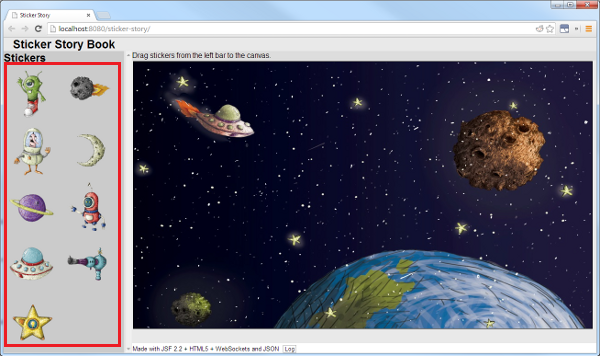 Sticker Story
localhost:8080/sticker-story/
Sticker Story Book
Stickers
Drag stickers from the left bar to the canvas.
Made with JSF 2.2 + HTML5 + WebSockets and JSON Log